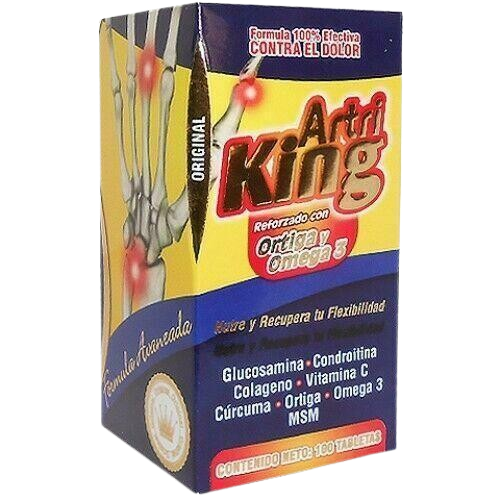 Formula 100% Efectiva
CONTRA EL DOLOR
ORIGINAL
Artri
King
Reforzado con
Ortiga y
Omega 3
Nutre y Recupera tu Flexibilidad
Nutre y Recupera tu Flexibilidad
Glucosamina • Condroitina
Colageno • Vitamina C
Cúrcuma • Ortiga • Omega 3
MSM
CONTENIDO NETO: 100 TABLETAS
Formula Avanzada